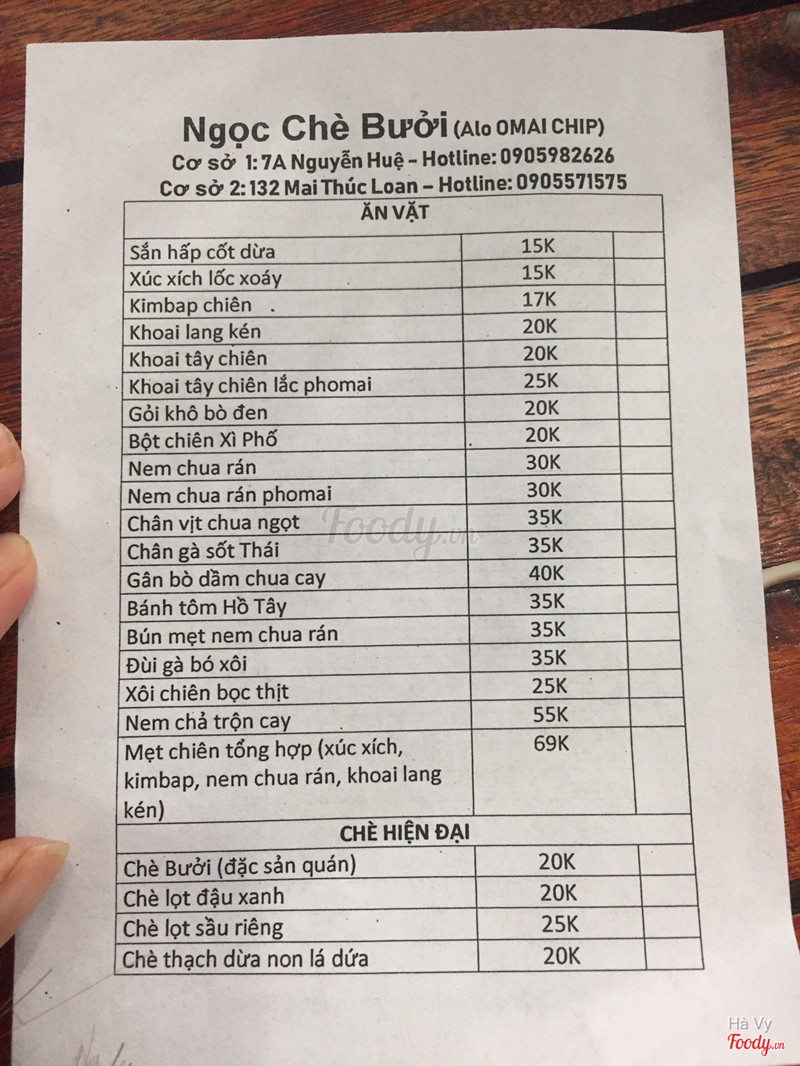 Ngọc Chè Bưởi (Alo OMAI CHIP)
Cơ sở 1: 7A Nguyễn Huệ - Hotline: 0905982626
Cơ sở 2: 132 Mai Thúc Loan – Hotline: 0905571575
ĂN VẶT
Sắn hấp cốt dừa 15K
Xúc xích lốc xoáy 15K
Kimbap chiên 17K
Khoai lang kén 20K
Khoai tây chiên 20K
Khoai tây chiên lắc phomai 25K
Gỏi khô bò đen 20K
Bột chiên Xì Phố 20K
Nem chua rán 30K
Nem chua rán phomai 30K
Chân vịt chua ngọt 35K
Chân gà sốt Thái 35K
Gân bò dầm chua cay 40K
Bánh tôm Hồ Tây 35K
Bún mẹt nem chua rán 35K
Đùi gà bó xôi 35K
Xôi chiên bọc thịt 25K
Nem chả trộn cay 55K
Mẹt chiên tổng hợp (xúc xích, 69K
kimbap, nem chua rán, khoai lang
kén)
CHÈ HIỆN ĐẠI
Chè Bưởi (đặc sản quán) 20K
Chè lọt đậu xanh 20K
Chè lọt sầu riêng 25K
Chè thạch dừa non lá dứa 20K
Foody.vn
Hà Vy
Foody.vn